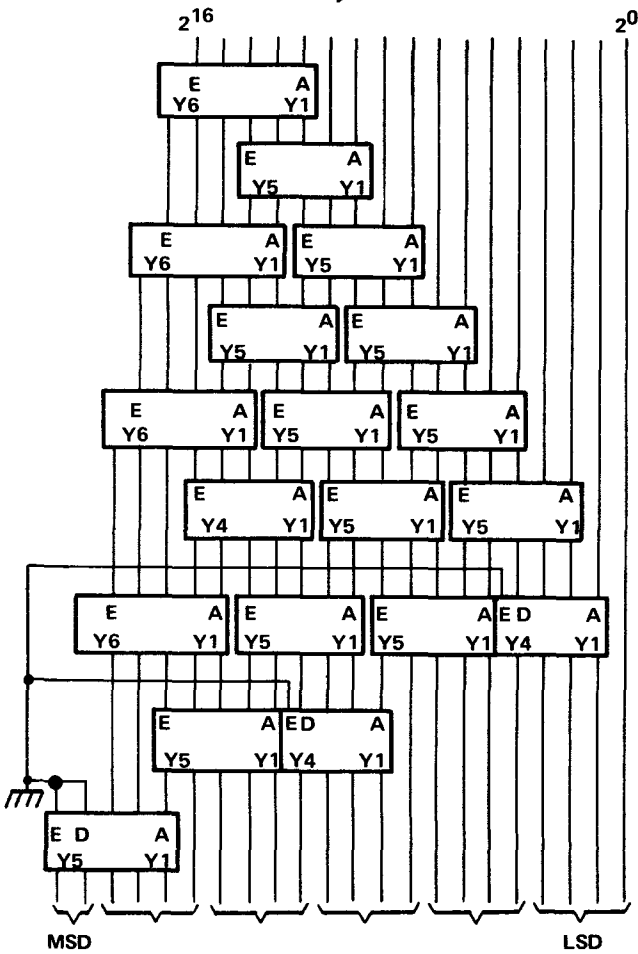 2^16 2^0
E A
Y6 Y1
E A
Y5 Y1
E A E A
Y6 Y1 Y5 Y1
E A E A
Y5 Y1 Y5 Y1
E A E A E A
Y6 Y1 Y5 Y1 Y5 Y1
E A E A E A
Y4 Y1 Y5 Y1 Y5 Y1
E A E A E A E D A
Y6 Y1 Y5 Y1 Y5 Y1 Y4 Y1
E A E D A
Y5 Y1 Y4 Y1
E D A
Y5 Y1
MSD LSD